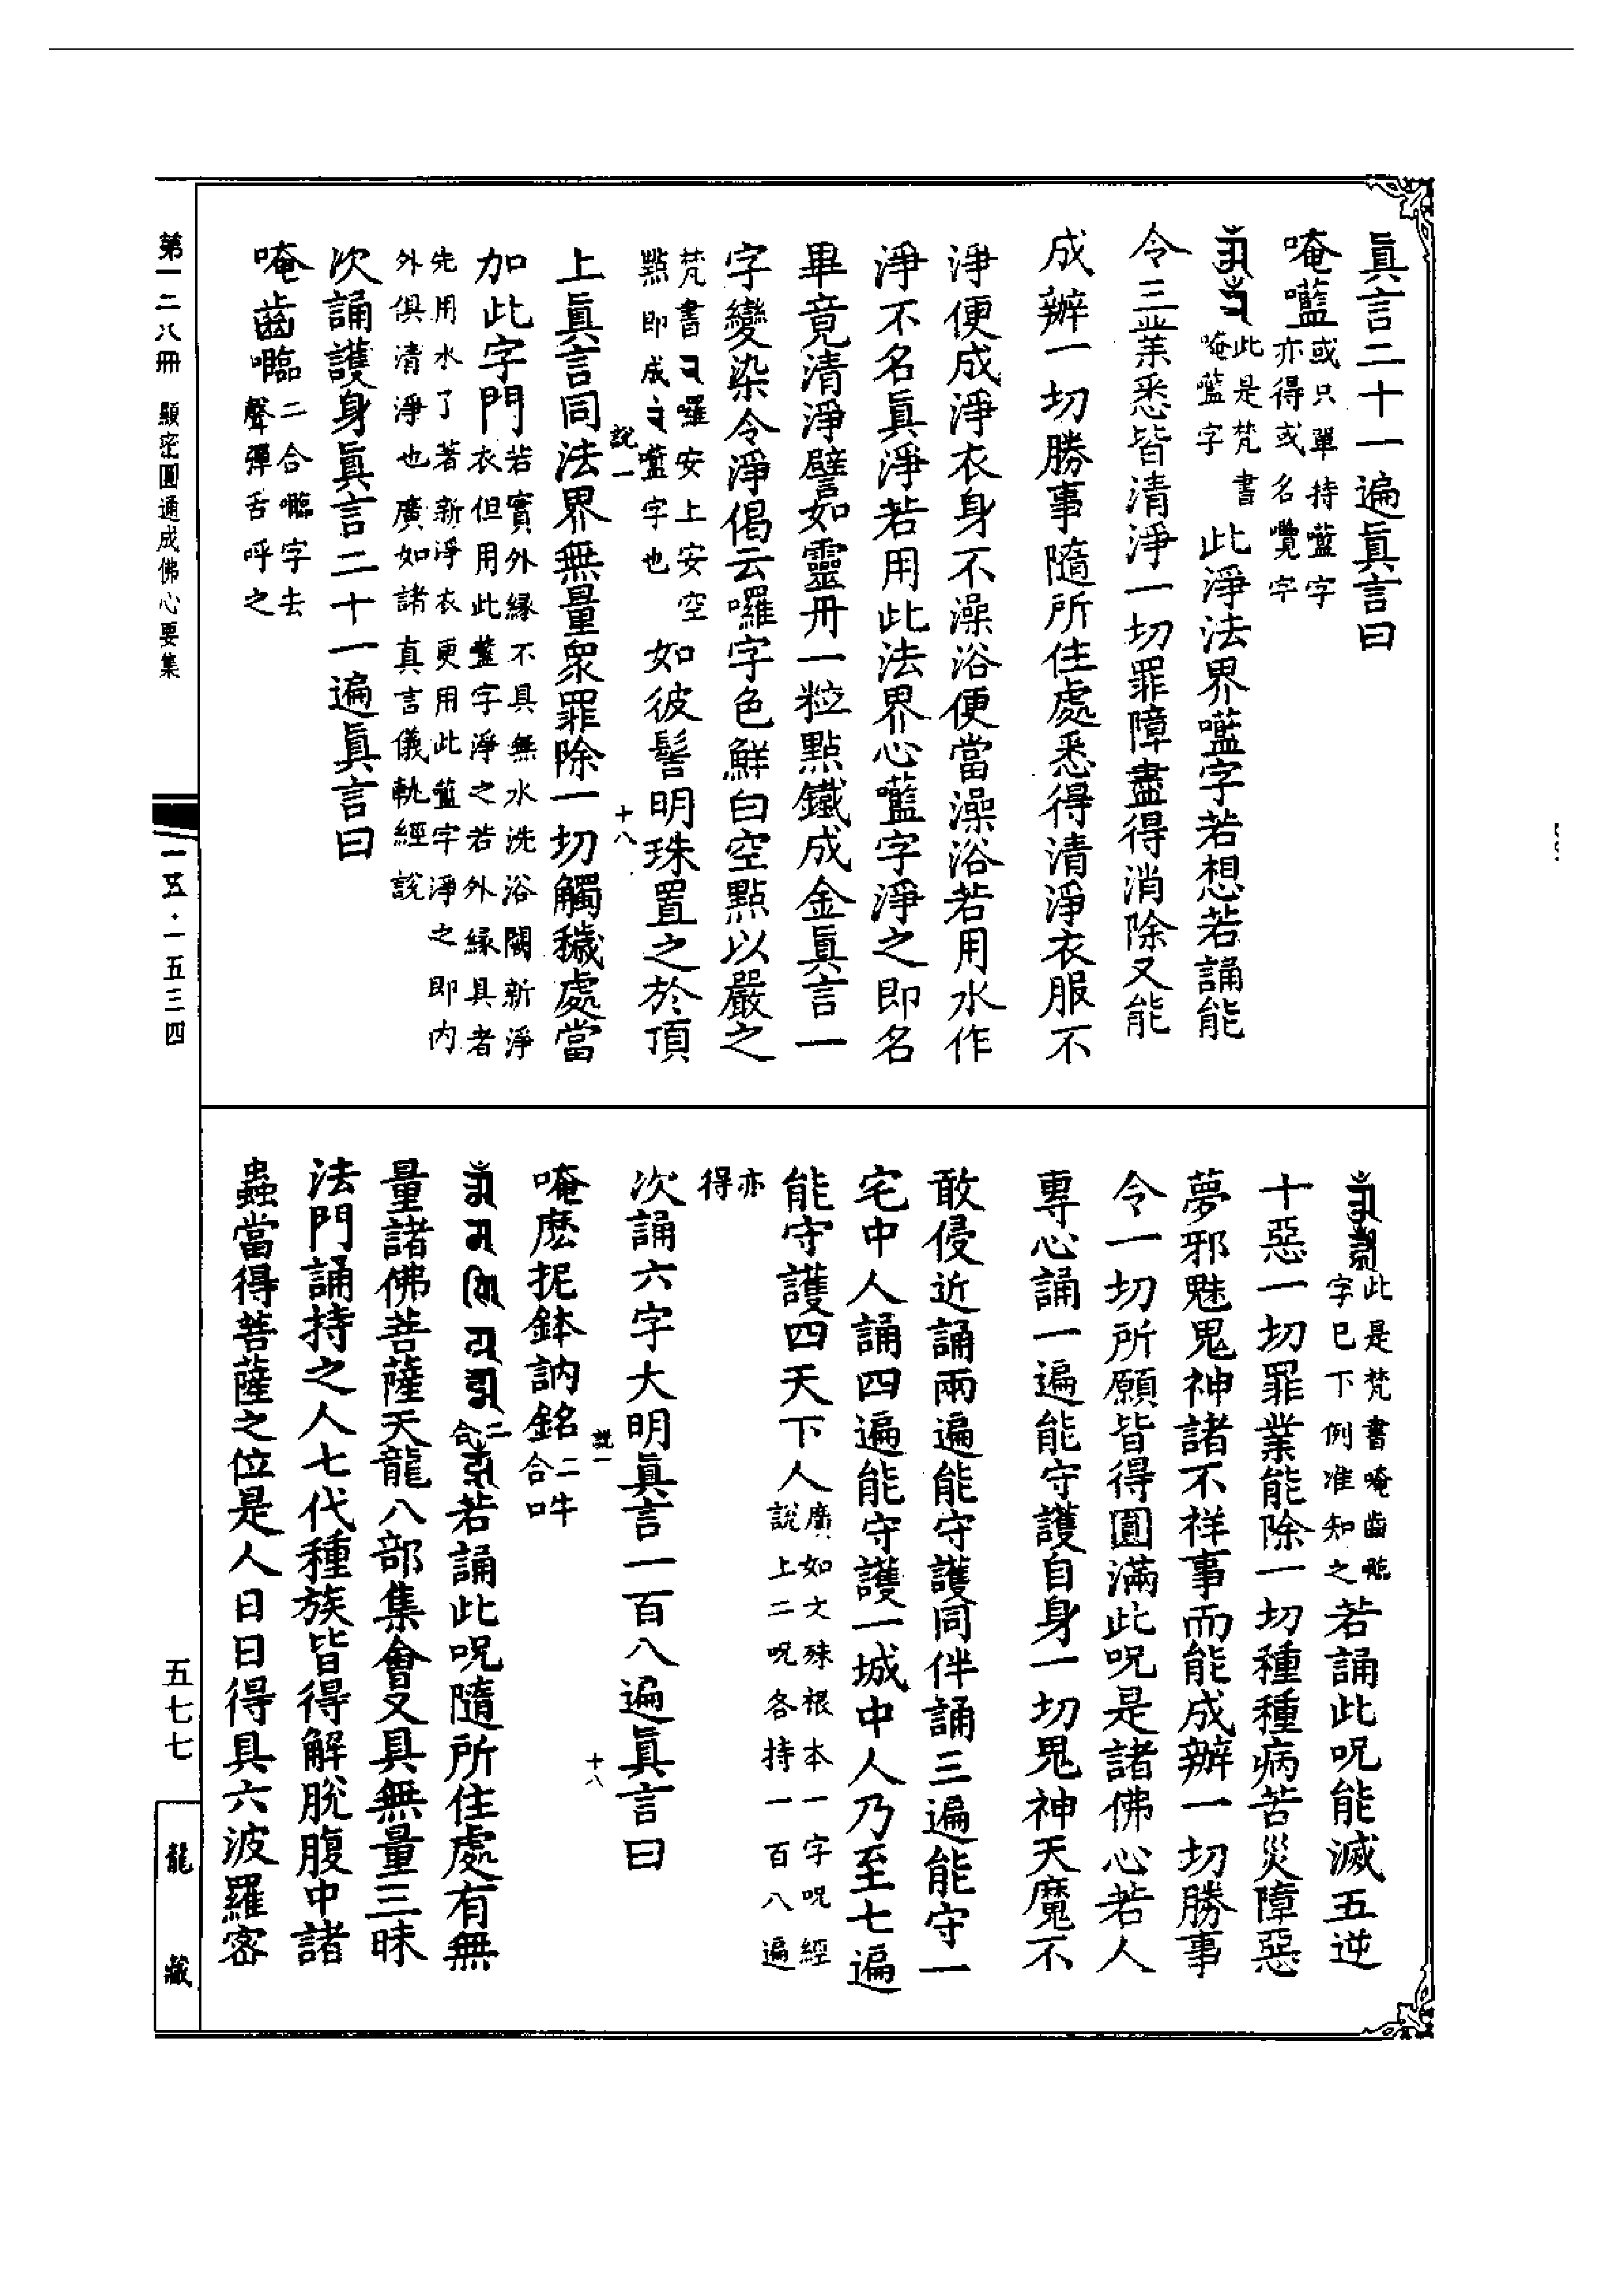 眞言二十一遍眞言曰
唵㘕或只單持㘕字亦得或名㘕字
此是梵書唵㘕字此淨法界㘕字若想若誦能
令三業悉皆清淨一切罪障盡得消除又能
成辦一切勝事隨所住處悉得清淨衣服不
淨便成淨衣身不澡浴便當澡浴若用水作
淨不名眞淨若用此法界心㘕字淨之即名
畢竟清淨譬如靈丹一粒點鐵成金眞言一
字變染令淨偈云囉字色鮮白空點以嚴之
梵書囉安上安空點即成㘕字也如彼髻明珠置之於頂
說一
十八
上眞言同法界無量衆罪除一切觸穢處當
加此字門若實外緣不具無水洗浴闕新淨衣但用此㘕字淨之若外緣具者
先用水了著新淨衣更用此㘕字淨之即內外俱清淨也廣如諸真言儀軌經說
次誦護身眞言二十一遍眞言曰
唵齒㘑二合㘑字去聲彈舌呼之
此是梵書唵齒㘑字已下例准知之若誦此呪能滅五逆
十惡一切罪業能除一切種種病苦災障惡
夢邪魅鬼神諸不祥事而能成辦一切勝事
令一切所願皆得圓滿此呪是諸佛心若人
專心誦一遍能守護自身一切鬼神天魔不
敢侵近誦兩遍能守護同伴誦三遍能守一
宅中人誦四遍能守護一城中人乃至七遍
能守護四天下人廣如文殊根本一字呪經說上二呪各持一百八遍
亦得
次誦六字大明眞言一百八遍眞言曰
說一
十八
唵麽抳鉢訥銘二合吽
二合若誦此呪隨所住處有無
量諸佛菩薩天龍八部集會又具無量三昧
法門誦持之人七代種族皆得解脫腹中諸
蟲當得菩薩之位是人日日得具六波羅蜜
第一二八冊 顯密圓通成佛心要集
一五·一五三四
五七七
龍藏